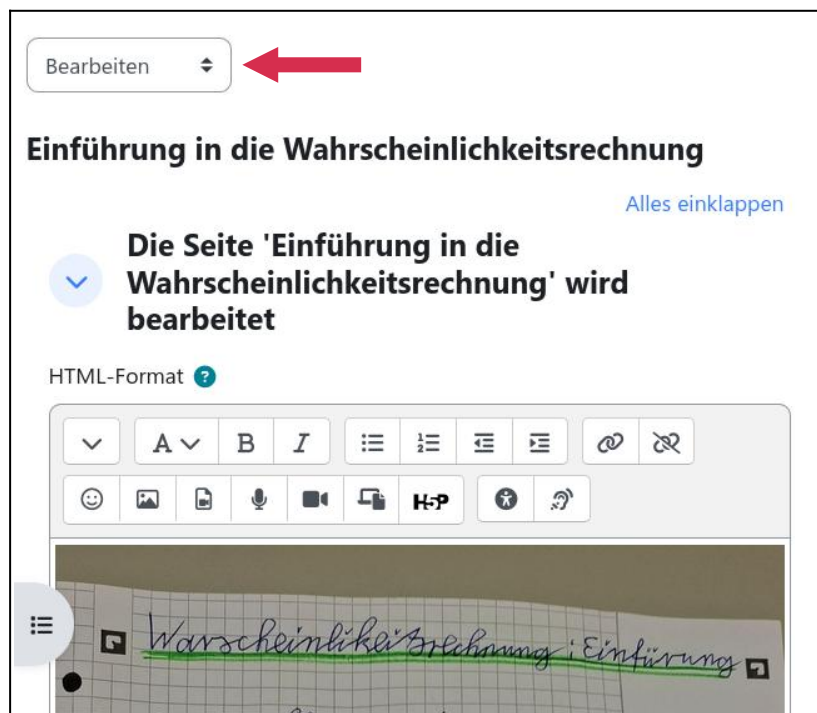 Bearbeiten
Einführung in die Wahrscheinlichkeitsrechnung
Alles einklappen
Die Seite 'Einführung in die
Wahrscheinlichkeitsrechnung' wird
bearbeitet
HTML-Format ?
A B I
H5P
Warscheinlikeitsrechnung : Einfürung